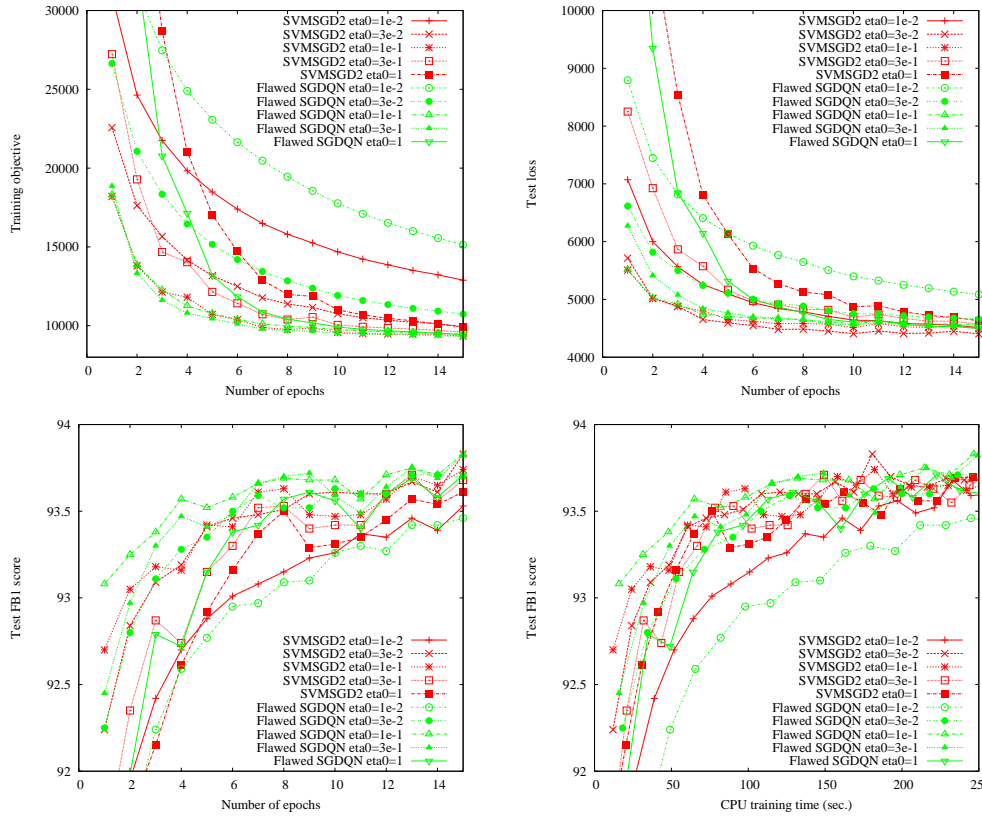 30000
25000
20000
15000
10000
0
2
4
6
8
10
12
14
Training objective
Number of epochs
SVMSGD2 eta0=1e-2
SVMSGD2 eta0=3e-2
SVMSGD2 eta0=1e-1
SVMSGD2 eta0=3e-1
SVMSGD2 eta0=1
Flawed SGDQN eta0=1e-2
Flawed SGDQN eta0=3e-2
Flawed SGDQN eta0=1e-1
Flawed SGDQN eta0=3e-1
Flawed SGDQN eta0=1
10000
9000
8000
7000
6000
5000
4000
0
2
4
6
8
10
12
14
Test loss
Number of epochs
SVMSGD2 eta0=1e-2
SVMSGD2 eta0=3e-2
SVMSGD2 eta0=1e-1
SVMSGD2 eta0=3e-1
SVMSGD2 eta0=1
Flawed SGDQN eta0=1e-2
Flawed SGDQN eta0=3e-2
Flawed SGDQN eta0=1e-1
Flawed SGDQN eta0=3e-1
Flawed SGDQN eta0=1
94
93.5
93
92.5
92
0
2
4
6
8
10
12
14
Test FB1 score
Number of epochs
SVMSGD2 eta0=1e-2
SVMSGD2 eta0=3e-2
SVMSGD2 eta0=1e-1
SVMSGD2 eta0=3e-1
SVMSGD2 eta0=1
Flawed SGDQN eta0=1e-2
Flawed SGDQN eta0=3e-2
Flawed SGDQN eta0=1e-1
Flawed SGDQN eta0=3e-1
Flawed SGDQN eta0=1
94
93.5
93
92.5
92
0
50
100
150
200
Test FB1 score
CPU training time (sec.)
SVMSGD2 eta0=1e-2
SVMSGD2 eta0=3e-2
SVMSGD2 eta0=1e-1
SVMSGD2 eta0=3e-1
SVMSGD2 eta0=1
Flawed SGDQN eta0=1e-2
Flawed SGDQN eta0=3e-2
Flawed SGDQN eta0=1e-1
Flawed SGDQN eta0=3e-1
Flawed SGDQN eta0=1